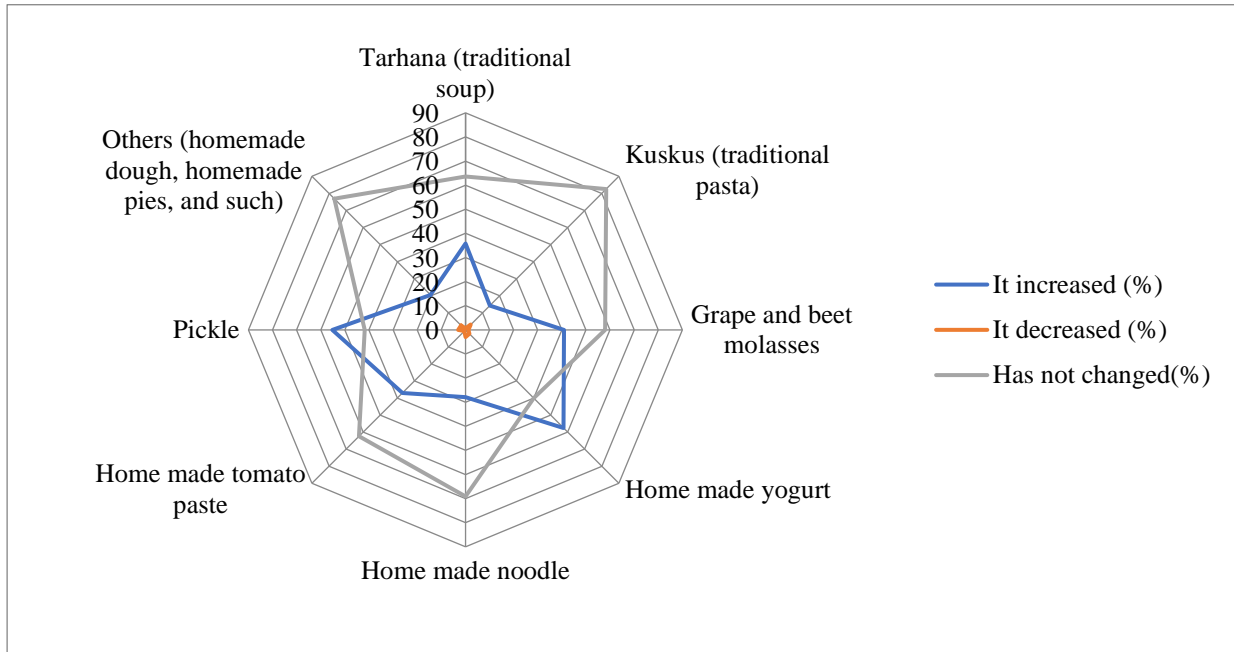 Tarhana (traditional
soup)
Kuskus (traditional
pasta)
Grape and beet
molasses
Home made yogurt
Home made noodle
Home made tomato
paste
Pickle
Others (homemade
dough, homemade
pies, and such)
90
80
70
60
50
40
30
20
10
0
It increased (%)
It decreased (%)
Has not changed(%)